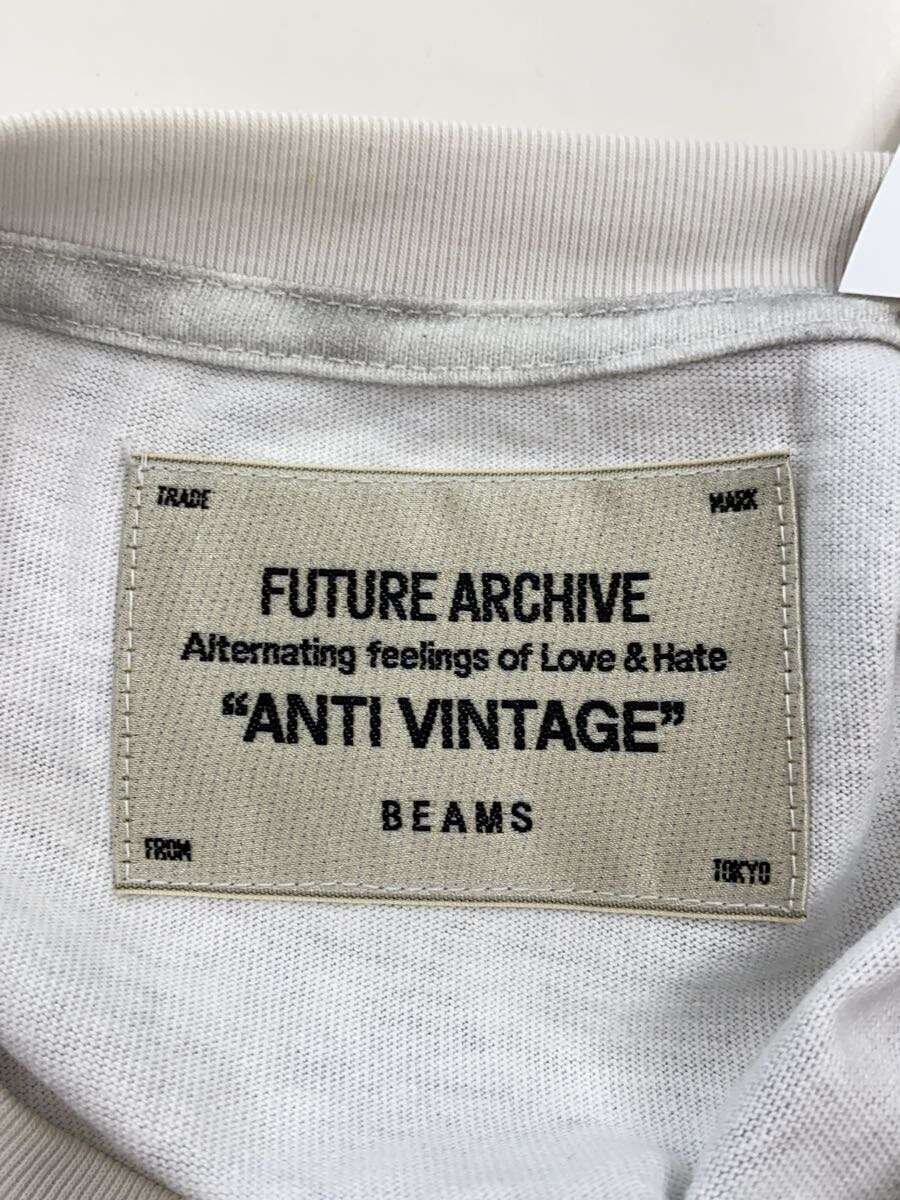 TRADE MARK
FUTURE ARCHIVE
Alternating feelings of Love & Hate
“ANTI VINTAGE”
BEAMS
FROM TOKYO